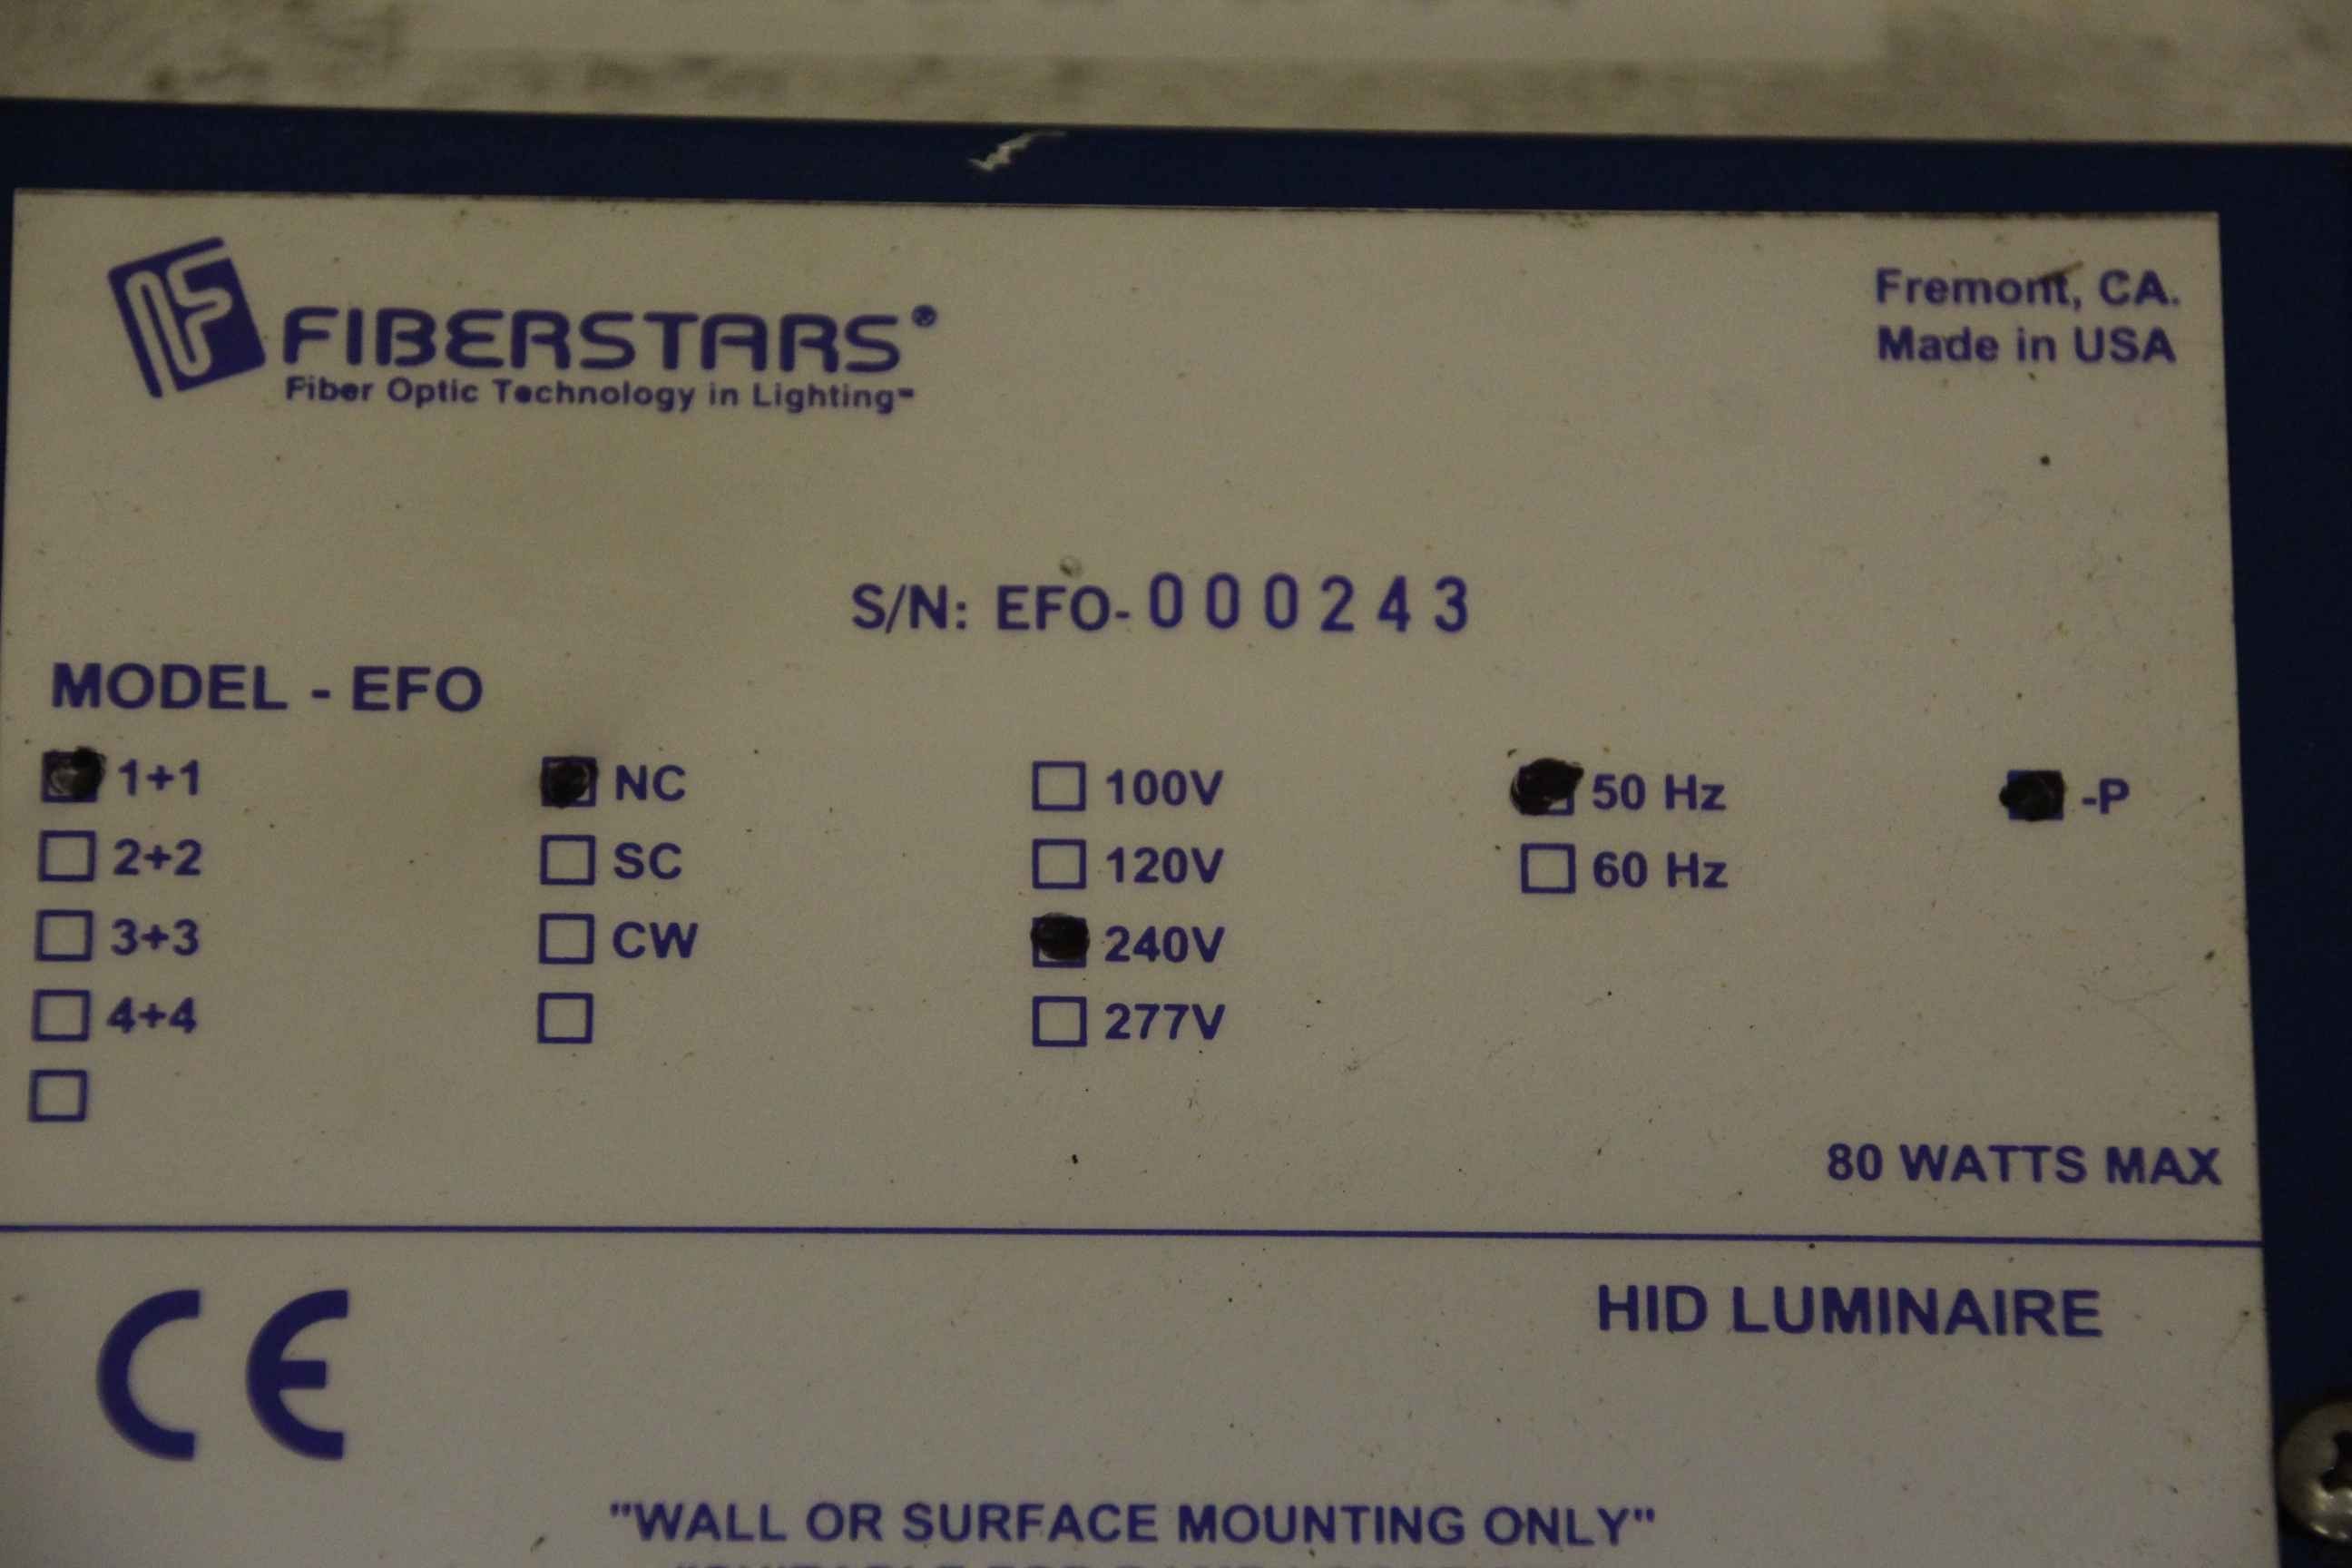 FIBERSTARS®
Fiber Optic Technology in Lighting™
Fremont, CA.
Made in USA
S/N: EFO-000243
MODEL - EFO
1+1 NC 100V 50 Hz -P
2+2 SC 120V 60 Hz
3+3 CW 240V
4+4 277V
80 WATTS MAX
CE
HID LUMINAIRE
"WALL OR SURFACE MOUNTING ONLY"